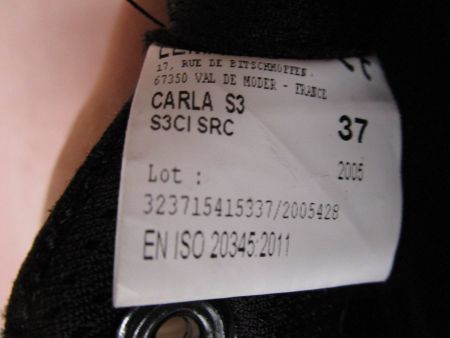 17, RUE DE BITSCHHOFFEN
67350 VAL DE MODER - FRANCE
CARLA S3
S3CI SRC
37
2005
Lot :
323715415337/2005428
EN ISO 20345:2011